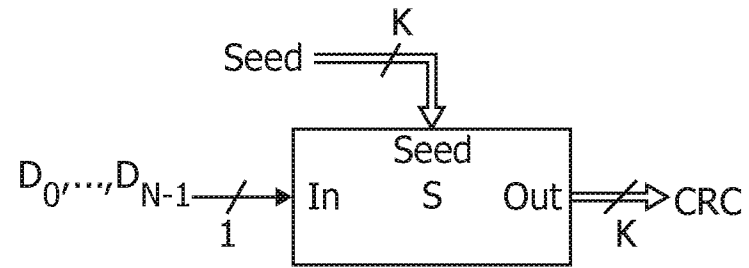 K
Seed
Seed
D0,...,DN-1 In S Out CRC
1 K